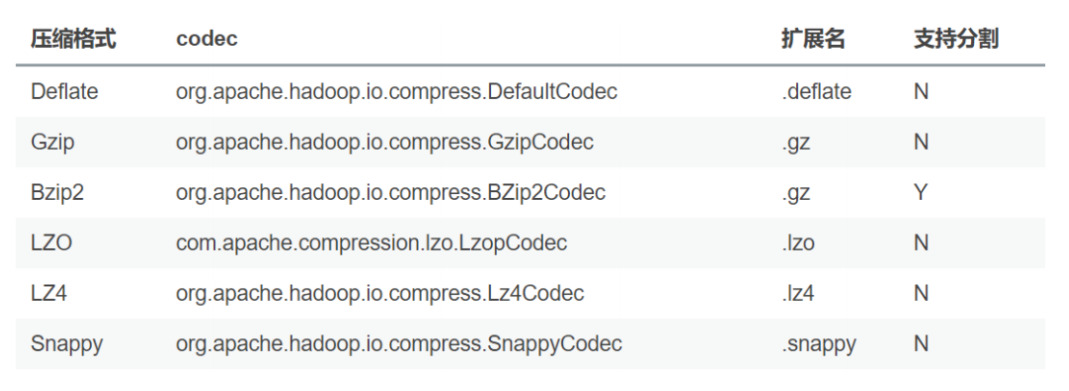 压缩格式 codec 扩展名 支持分割
Deflate org.apache.hadoop.io.compress.DefaultCodec .deflate N
Gzip org.apache.hadoop.io.compress.GzipCodec .gz N
Bzip2 org.apache.hadoop.io.compress.BZip2Codec .gz Y
LZO com.apache.compression.lzo.LzopCodec .lzo N
LZ4 org.apache.hadoop.io.compress.Lz4Codec .lz4 N
Snappy org.apache.hadoop.io.compress.SnappyCodec .snappy N